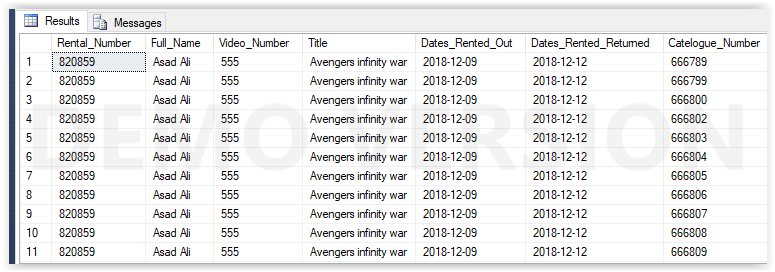 Results Messages
Rental_Number Full_Name Video_Number Title Dates_Rented_Out Dates_Rented_Returned Catelogue_Number
1 820859 Asad Ali 555 Avengers infinity war 2018-12-09 2018-12-12 666789
2 820859 Asad Ali 555 Avengers infinity war 2018-12-09 2018-12-12 666799
3 820859 Asad Ali 555 Avengers infinity war 2018-12-09 2018-12-12 666800
4 820859 Asad Ali 555 Avengers infinity war 2018-12-09 2018-12-12 666802
5 820859 Asad Ali 555 Avengers infinity war 2018-12-09 2018-12-12 666803
6 820859 Asad Ali 555 Avengers infinity war 2018-12-09 2018-12-12 666804
7 820859 Asad Ali 555 Avengers infinity war 2018-12-09 2018-12-12 666805
8 820859 Asad Ali 555 Avengers infinity war 2018-12-09 2018-12-12 666806
9 820859 Asad Ali 555 Avengers infinity war 2018-12-09 2018-12-12 666807
10 820859 Asad Ali 555 Avengers infinity war 2018-12-09 2018-12-12 666808
11 820859 Asad Ali 555 Avengers infinity war 2018-12-09 2018-12-12 666809
DEMO VERSION